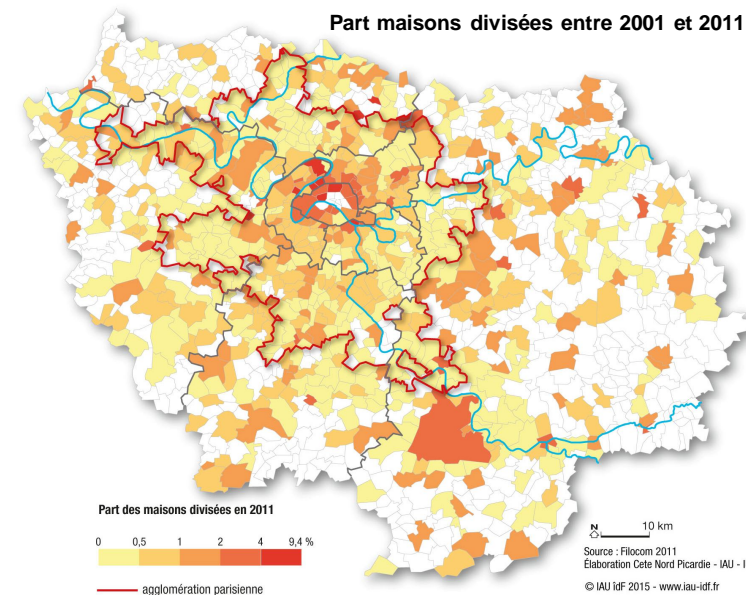 Part maisons divisées entre 2001 et 2011
Part des maisons divisées en 2011
0 0,5 1 2 4 9,4 %
agglomération parisienne
N 10 km
Source : Filocom 2011
Élaboration Cete Nord Picardie - IAU - I
© IAU îdF 2015 - www.iau-idf.fr